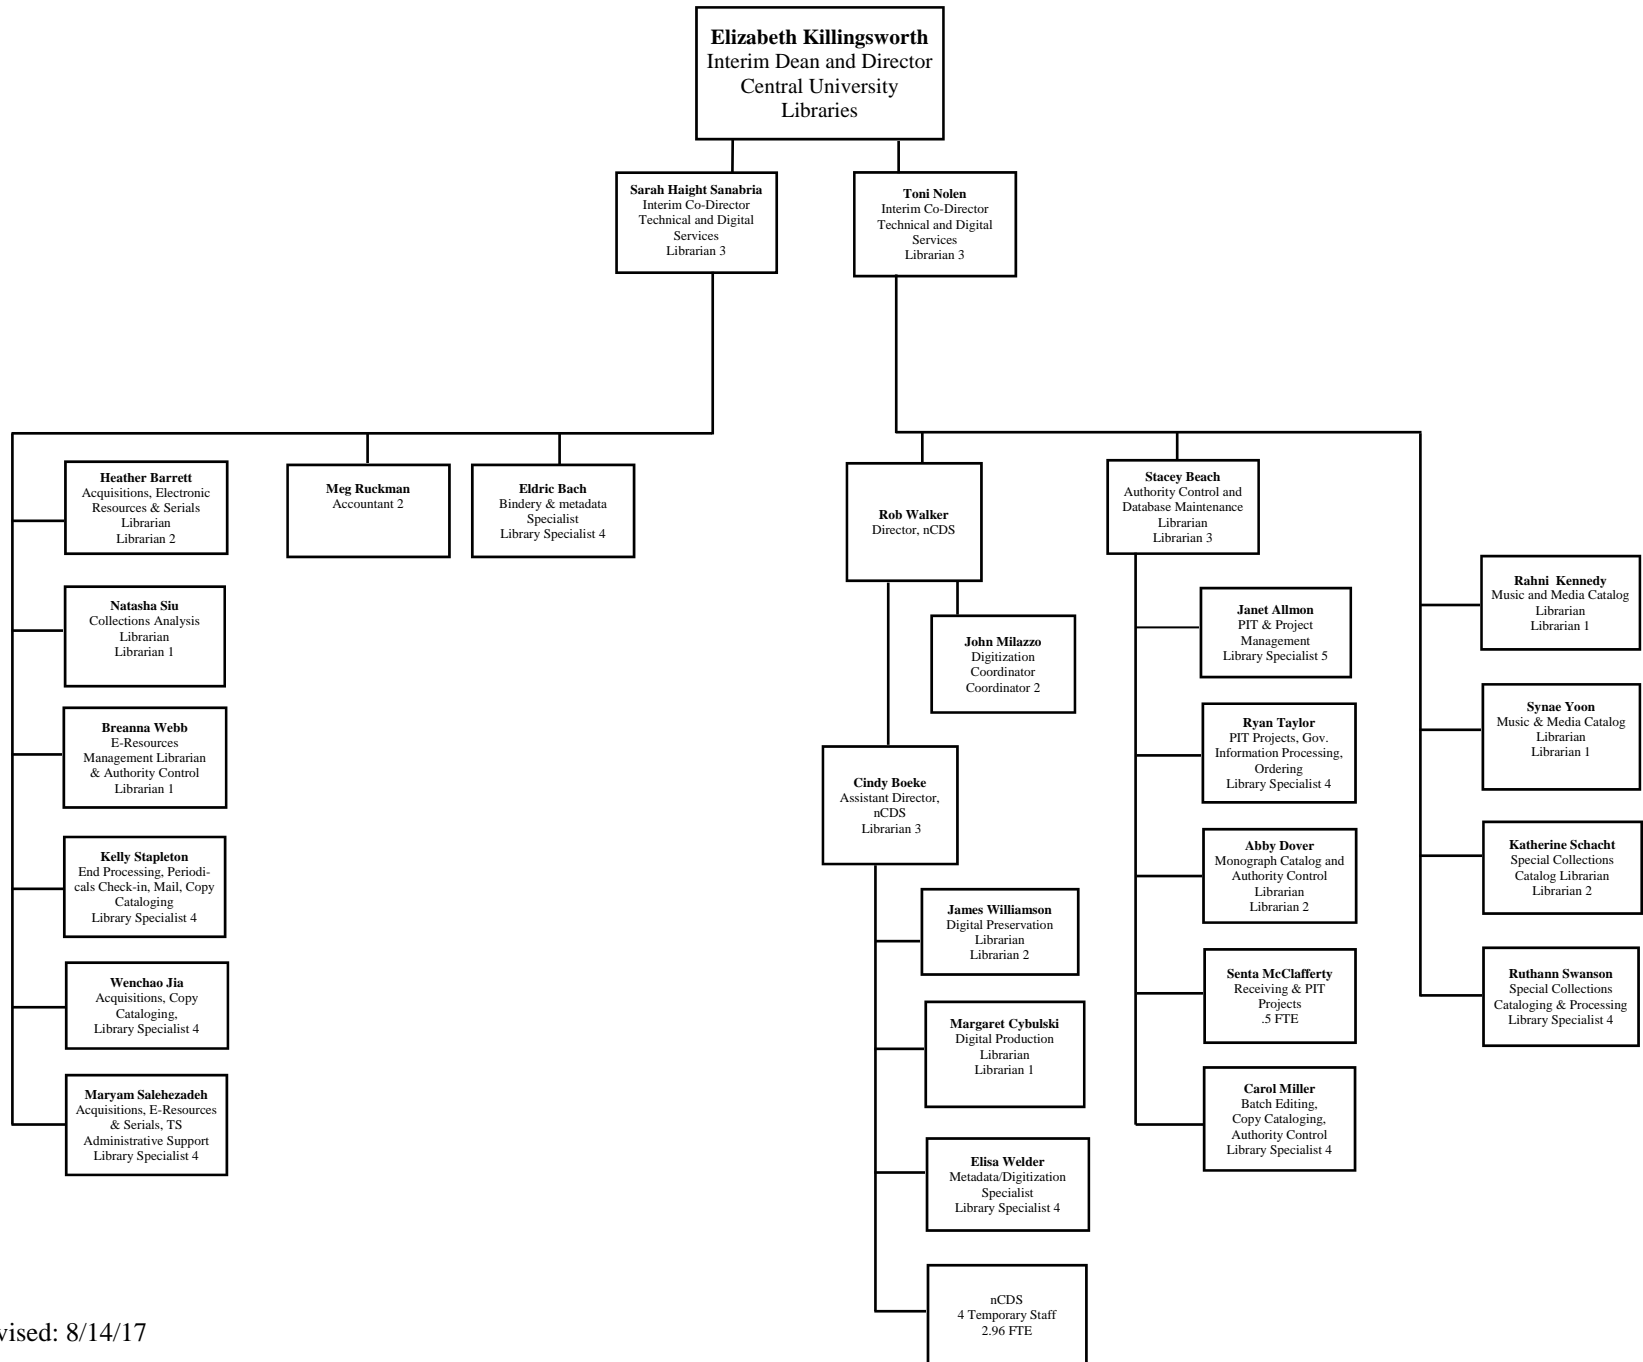 Elizabeth Killingsworth
Interim Dean and Director
Central University
Libraries
Sarah Haight Sanabria
Interim Co-Director
Technical and Digital
Services
Librarian 3
Toni Nolen
Interim Co-Director
Technical and Digital
Services
Librarian 3
Heather Barrett
Acquisitions, Electronic
Resources & Serials
Librarian
Librarian 2
Meg Ruckman
Accountant 2
Eldric Bach
Bindery & metadata
Specialist
Library Specialist 4
Natasha Siu
Collections Analysis
Librarian
Librarian 1
Breanna Webb
E-Resources
Management Librarian
& Authority Control
Librarian 1
Kelly Stapleton
End Processing, Periodi-
cals Check-in, Mail, Copy
Cataloging
Library Specialist 4
Wenchao Jia
Acquisitions, Copy
Cataloging,
Library Specialist 4
Maryam Salehezadeh
Acquisitions, E-Resources
& Serials, TS
Administrative Support
Library Specialist 4
Rob Walker
Director, nCDS
John Milazzo
Digitization
Coordinator
Coordinator 2
Cindy Boeke
Assistant Director,
nCDS
Librarian 3
James Williamson
Digital Preservation
Librarian
Librarian 2
Margaret Cybulski
Digital Production
Librarian
Librarian 1
Elisa Welder
Metadata/Digitization
Specialist
Library Specialist 4
nCDS
4 Temporary Staff
2.96 FTE
Stacey Beach
Authority Control and
Database Maintenance
Librarian
Librarian 3
Janet Allmon
PIT & Project
Management
Library Specialist 5
Ryan Taylor
PIT Projects, Gov.
Information Processing,
Ordering
Library Specialist 4
Abby Dover
Monograph Catalog and
Authority Control
Librarian
Librarian 2
Senta McClafferty
Receiving & PIT
Projects
.5 FTE
Carol Miller
Batch Editing,
Copy Cataloging,
Authority Control
Library Specialist 4
Rahni Kennedy
Music and Media Catalog
Librarian
Librarian 1
Synae Yoon
Music & Media Catalog
Librarian
Librarian 1
Katherine Schacht
Special Collections
Catalog Librarian
Librarian 2
Ruthann Swanson
Special Collections
Cataloging & Processing
Library Specialist 4
vised: 8/14/17